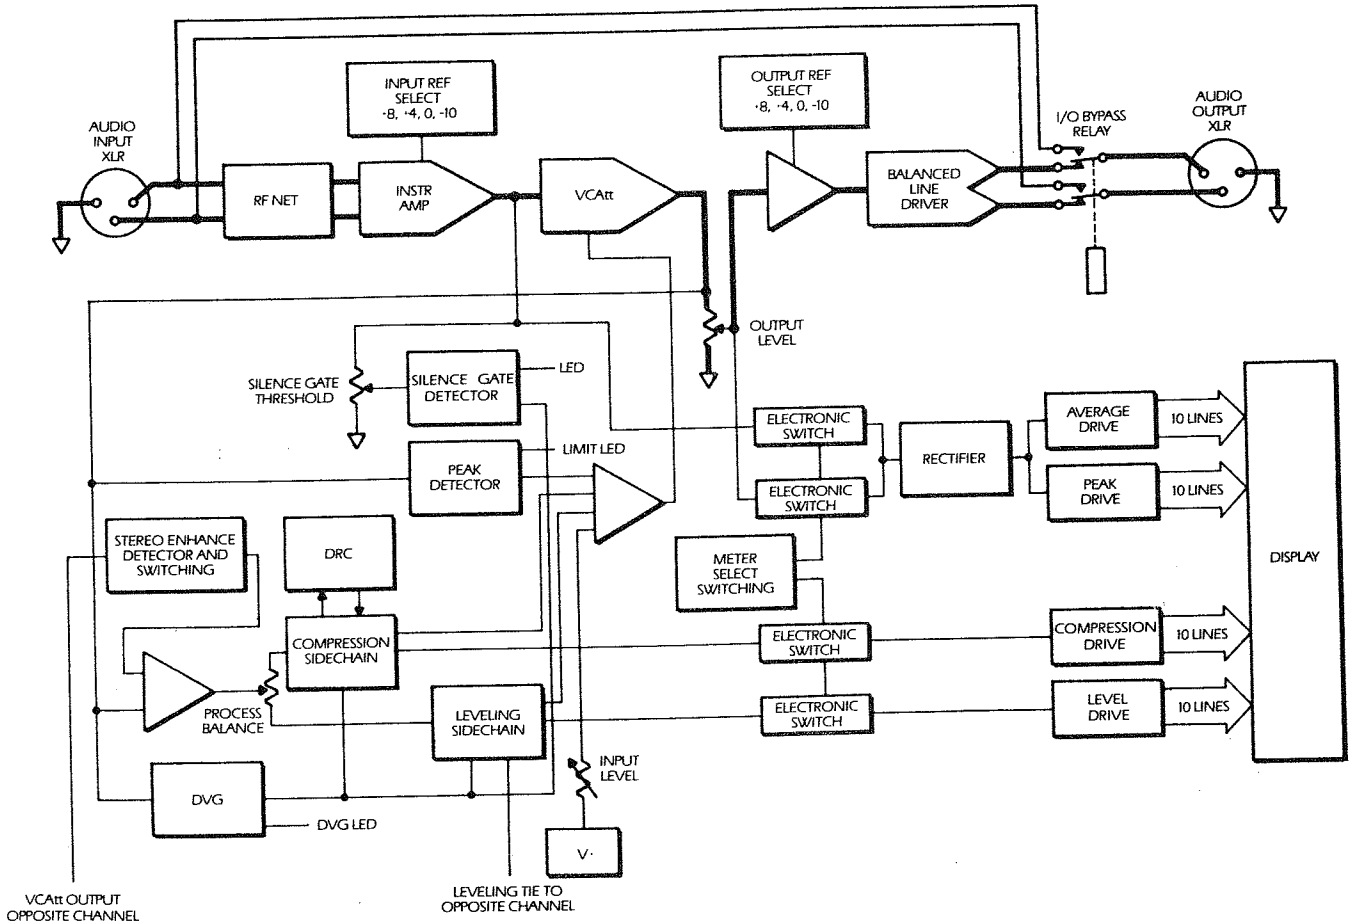 INPUT REF
SELECT
+8, +4, 0, -10
OUTPUT REF
SELECT
+8, +4, 0, -10
AUDIO
INPUT
XLR
I/O BYPASS
RELAY
AUDIO
OUTPUT
XLR
RF NET
INSTR
AMP
VCAtt
BALANCED
LINE
DRIVER
OUTPUT
LEVEL
SILENCE GATE
THRESHOLD
SILENCE GATE
DETECTOR
LED
LIMIT LED
PEAK
DETECTOR
ELECTRONIC
SWITCH
ELECTRONIC
SWITCH
RECTIFIER
AVERAGE
DRIVE
10 LINES
PEAK
DRIVE
10 LINES
DISPLAY
STEREO ENHANCE
DETECTOR AND
SWITCHING
DRC
METER
SELECT
SWITCHING
COMPRESSION
SIDECHAIN
ELECTRONIC
SWITCH
COMPRESSION
DRIVE
10 LINES
PROCESS
BALANCE
LEVELING
SIDECHAIN
ELECTRONIC
SWITCH
LEVEL
DRIVE
10 LINES
DVG
DVG LED
INPUT
LEVEL
V·
VCAtt OUTPUT
OPPOSITE CHANNEL
LEVELING TIE TO
OPPOSITE CHANNEL